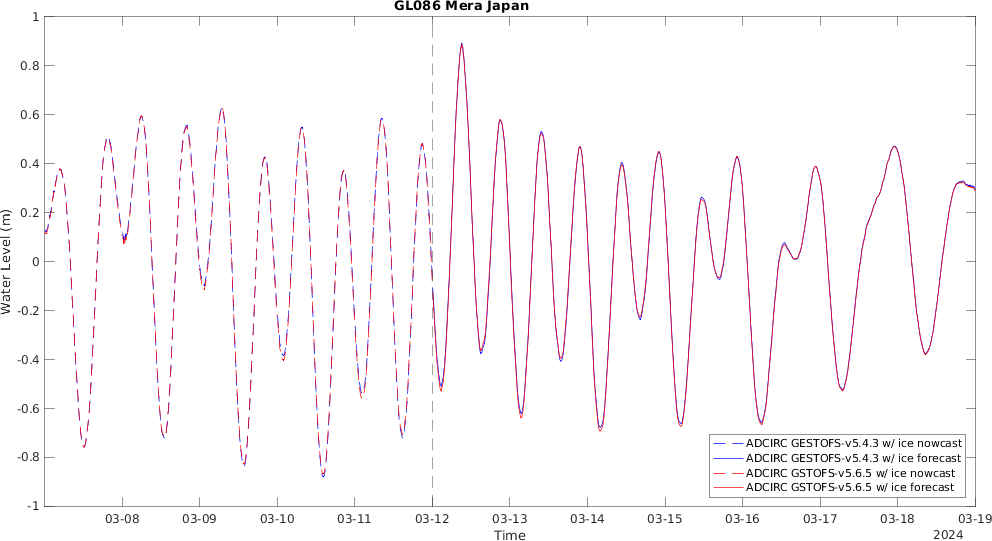 GL086 Mera Japan
1
0.8
0.6
0.4
0.2
0
-0.2
-0.4
-0.6
-0.8
-1
Water Level (m)
ADCIRC GESTOFS-v5.4.3 w/ ice nowcast
ADCIRC GESTOFS-v5.4.3 w/ ice forecast
ADCIRC GSTOFS-v5.6.5 w/ ice nowcast
ADCIRC GSTOFS-v5.6.5 w/ ice forecast
03-08 03-09 03-10 03-11 03-12 03-13 03-14 03-15 03-16 03-17 03-18 03-19
Time
2024